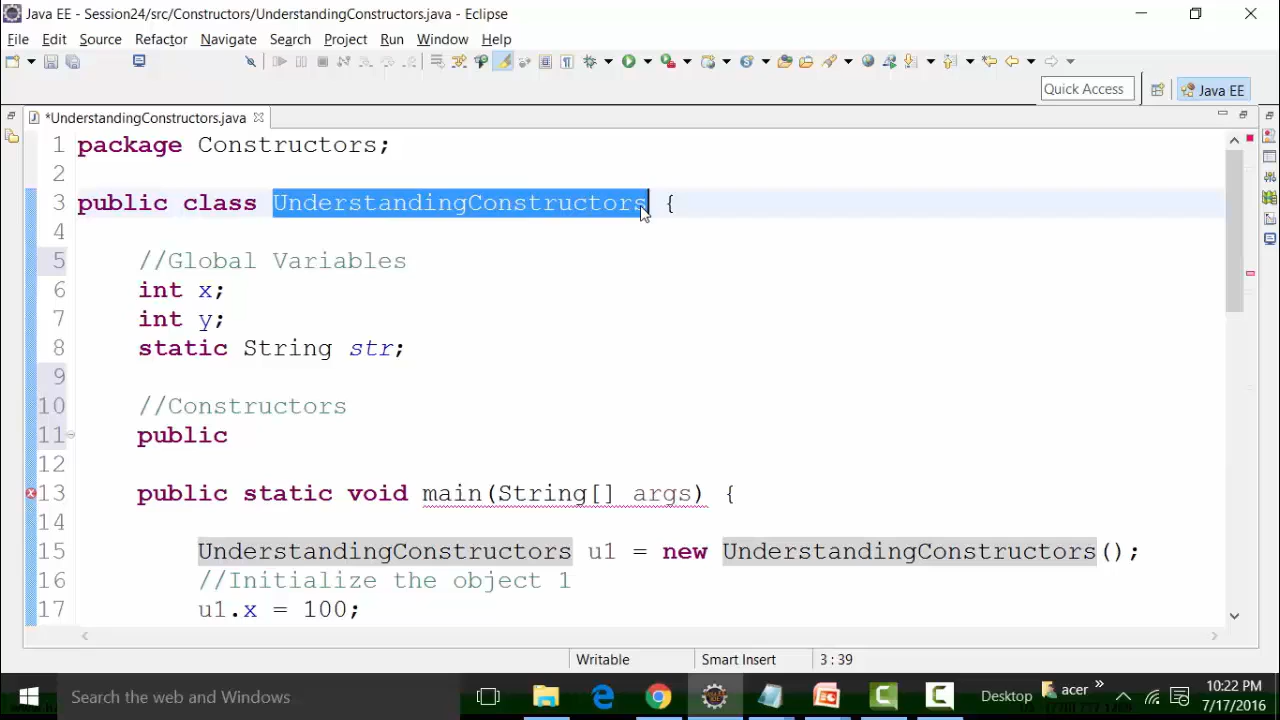 Java EE - Session24/src/Constructors/UnderstandingConstructors.java - Eclipse
File Edit Source Refactor Navigate Search Project Run Window Help
Quick Access
Java EE
*UnderstandingConstructors.java
1 package Constructors;
2
3 public class UnderstandingConstructors {
4
5 //Global Variables
6 int x;
7 int y;
8 static String str;
9
10 //Constructors
11 public
12
13 public static void main(String[] args) {
14
15 UnderstandingConstructors u1 = new UnderstandingConstructors();
16 //Initialize the object 1
17 u1.x = 100;
Writable Smart Insert 3 : 39
Search the web and Windows
Desktop
acer
10:22 PM
7/17/2016